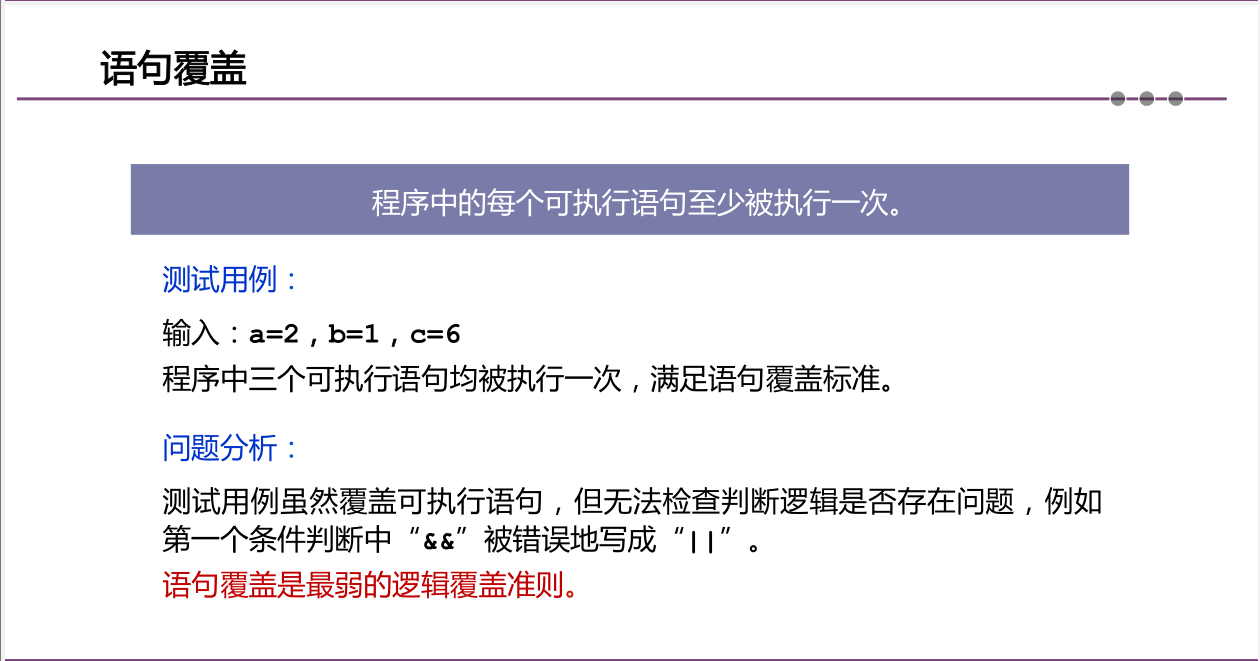 语句覆盖
程序中的每个可执行语句至少被执行一次。
测试用例：
输入：a=2，b=1，c=6
程序中三个可执行语句均被执行一次，满足语句覆盖标准。
问题分析：
测试用例虽然覆盖可执行语句，但无法检查判断逻辑是否存在问题，例如
第一个条件判断中“&&”被错误地写成“||”。
语句覆盖是最弱的逻辑覆盖准则。